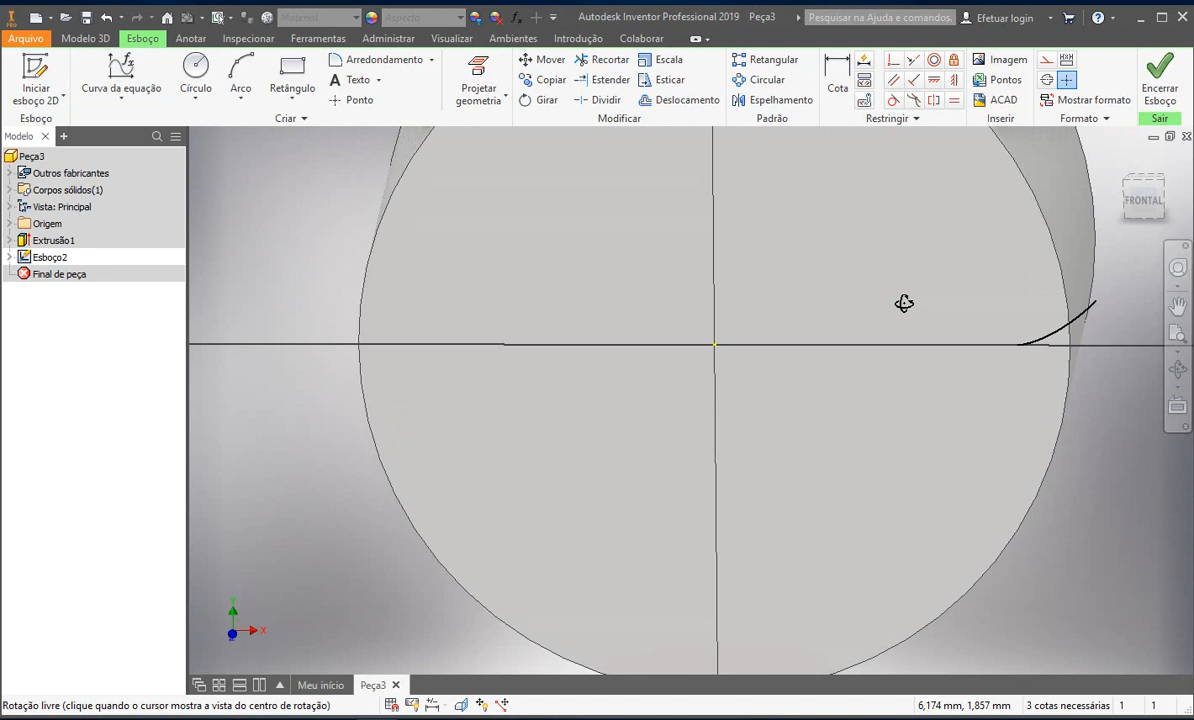 PRO
Material
Aspecto
Autodesk Inventor Professional 2019 Peça3
Pesquisar na Ajuda e comandos.
Efetuar login
Arquivo Modelo 3D Esboço Anotar Inspecionar Ferramentas Administrar Visualizar Ambientes Introdução Colaborar
Iniciar esboço 2D
Esboço
Curva da equação
Círculo
Arco
Retângulo
Arredondamento
Texto
Ponto
Criar
Projetar geometria
Mover Recortar Escala
Copiar Estender Esticar
Girar Dividir Deslocamento
Modificar
Retangular
Circular
Espelhamento
Padrão
Cota
Restringir
Imagem
Pontos
ACAD
Inserir
Mostrar formato
Formato
Encerrar Esboço
Sair
Modelo
Peça3
Outros fabricantes
Corpos sólidos(1)
Vista: Principal
Origem
Extrusão1
Esboço2
Final de peça
FRONTAL
Y
X
Z
Meu início Peça3
Rotação livre (clique quando o cursor mostra a vista do centro de rotação)
6,174 mm, 1,857 mm 3 cotas necessárias 1 1